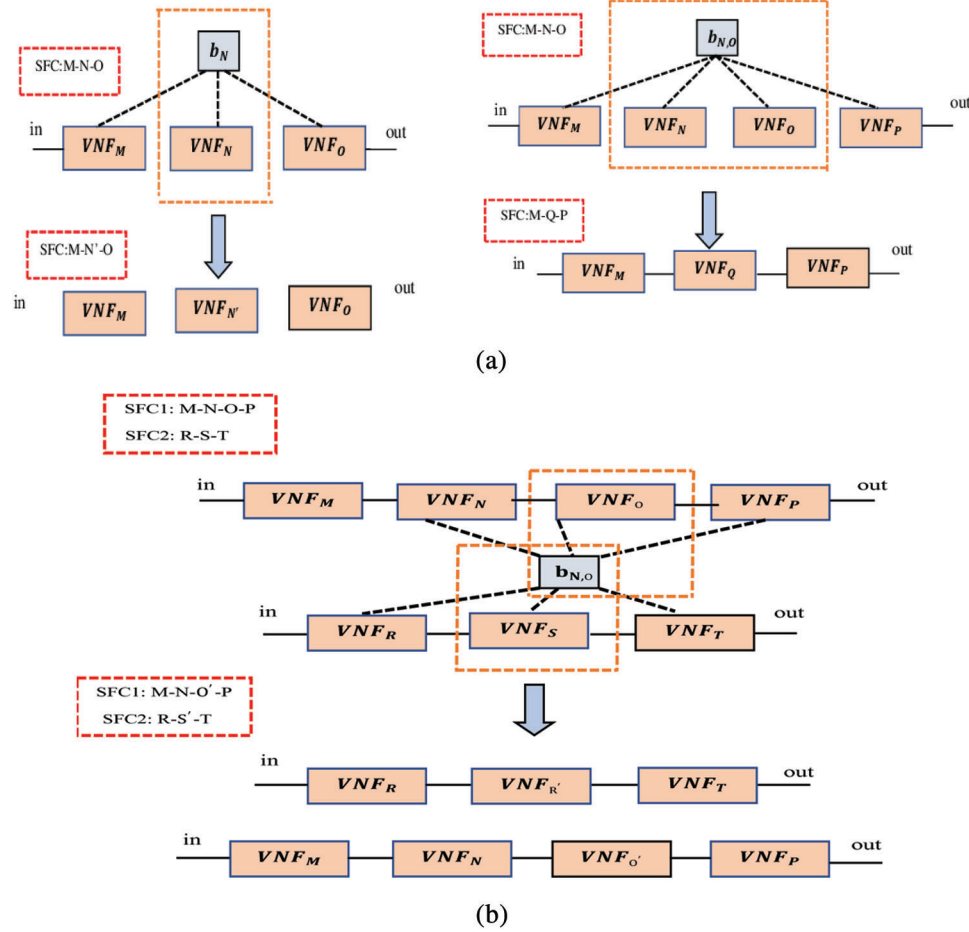 b_N
SFC:M-N-O
in VNF_M VNF_N VNF_O out
SFC:M-N'-O
in VNF_M VNF_N' VNF_O out
b_N,O
SFC:M-N-O
in VNF_M VNF_N VNF_O VNF_P out
SFC:M-Q-P
in VNF_M VNF_Q VNF_P out
(a)
SFC1: M-N-O-P
SFC2: R-S-T
in VNF_M VNF_N VNF_O VNF_P out
b_N,O
in VNF_R VNF_S VNF_T out
SFC1: M-N-O'-P
SFC2: R-S'-T
in VNF_R VNF_R' VNF_T out
in VNF_M VNF_N VNF_O' VNF_P out
(b)